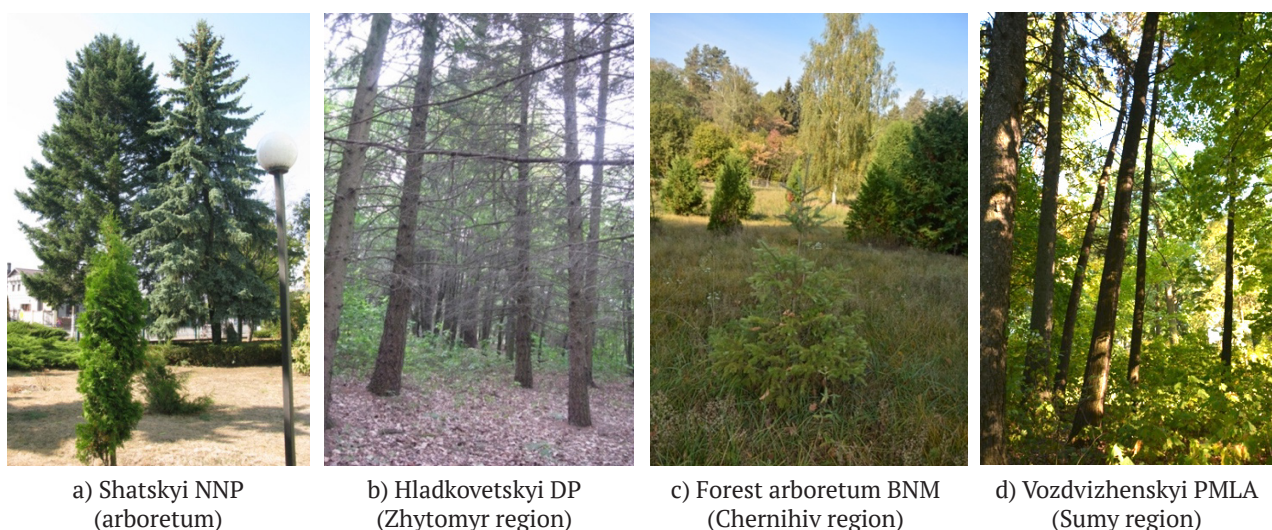 a) Shatskyi NNP
(arboretum)
b) Hladkovetskyi DP
(Zhytomyr region)
c) Forest arboretum BNM
(Chernihiv region)
d) Vozdvizhenskyi PMLA
(Sumy region)